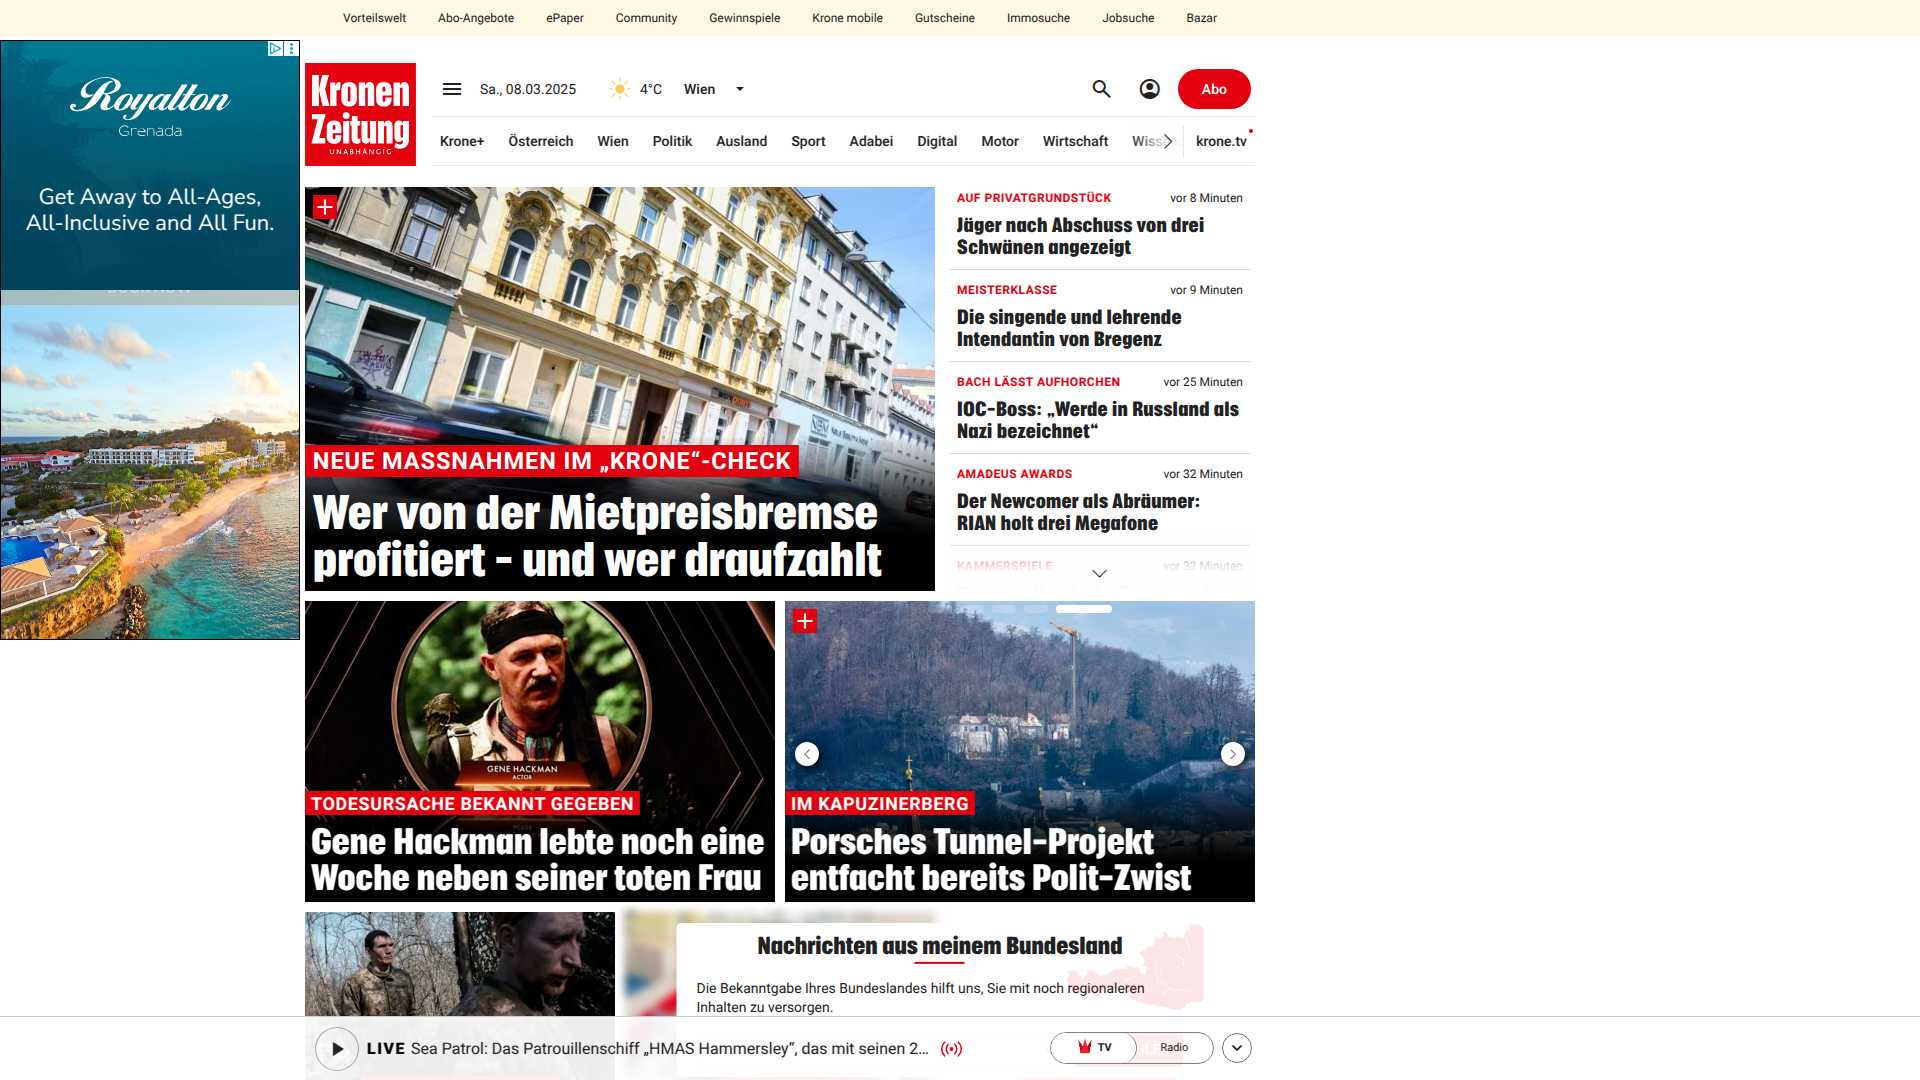 Vorteilswelt
Abo-Angebote
ePaper
Community
Gewinnspiele
Krone mobile
Gutscheine
Immosuche
Jobsuche
Bazar
Royalton
Grenada
Get Away to All-Ages,
All-Inclusive and All Fun.
Kronen
Zeitung
UNABHÄNGIG
Sa., 08.03.2025
4°C
Wien
Abo
Krone+
Österreich
Wien
Politik
Ausland
Sport
Adabei
Digital
Motor
Wirtschaft
krone.tv
NEUE MASSNAHMEN IM „KRONE“-CHECK
Wer von der Mietpreisbremse
profitiert – und wer draufzahlt
AUF PRIVATGRUNDSTÜCK
vor 8 Minuten
Jäger nach Abschuss von drei
Schwänen angezeigt
MEISTERKLASSE
vor 9 Minuten
Die singende und lehrende
Intendantin von Bregenz
BACH LÄSST AUFHORCHEN
vor 25 Minuten
IOC-Boss: „Werde in Russland als
Nazi bezeichnet“
AMADEUS AWARDS
vor 32 Minuten
Der Newcomer als Abräumer:
RIAN holt drei Megafone
KAMMERSPIELE
vor 32 Minuten
GENE HACKMAN
ACTOR
TODESURSACHE BEKANNT GEGEBEN
Gene Hackman lebte noch eine
Woche neben seiner toten Frau
IM KAPUZINERBERG
Porsches Tunnel-Projekt
entfacht bereits Polit-Zwist
Nachrichten aus meinem Bundesland
Die Bekanntgabe Ihres Bundeslandes hilft uns, Sie mit noch regionaleren
Inhalten zu versorgen.
LIVE Sea Patrol: Das Patrouillenschiff „HMAS Hammersley“, das mit seinen 2...
TV
Radio